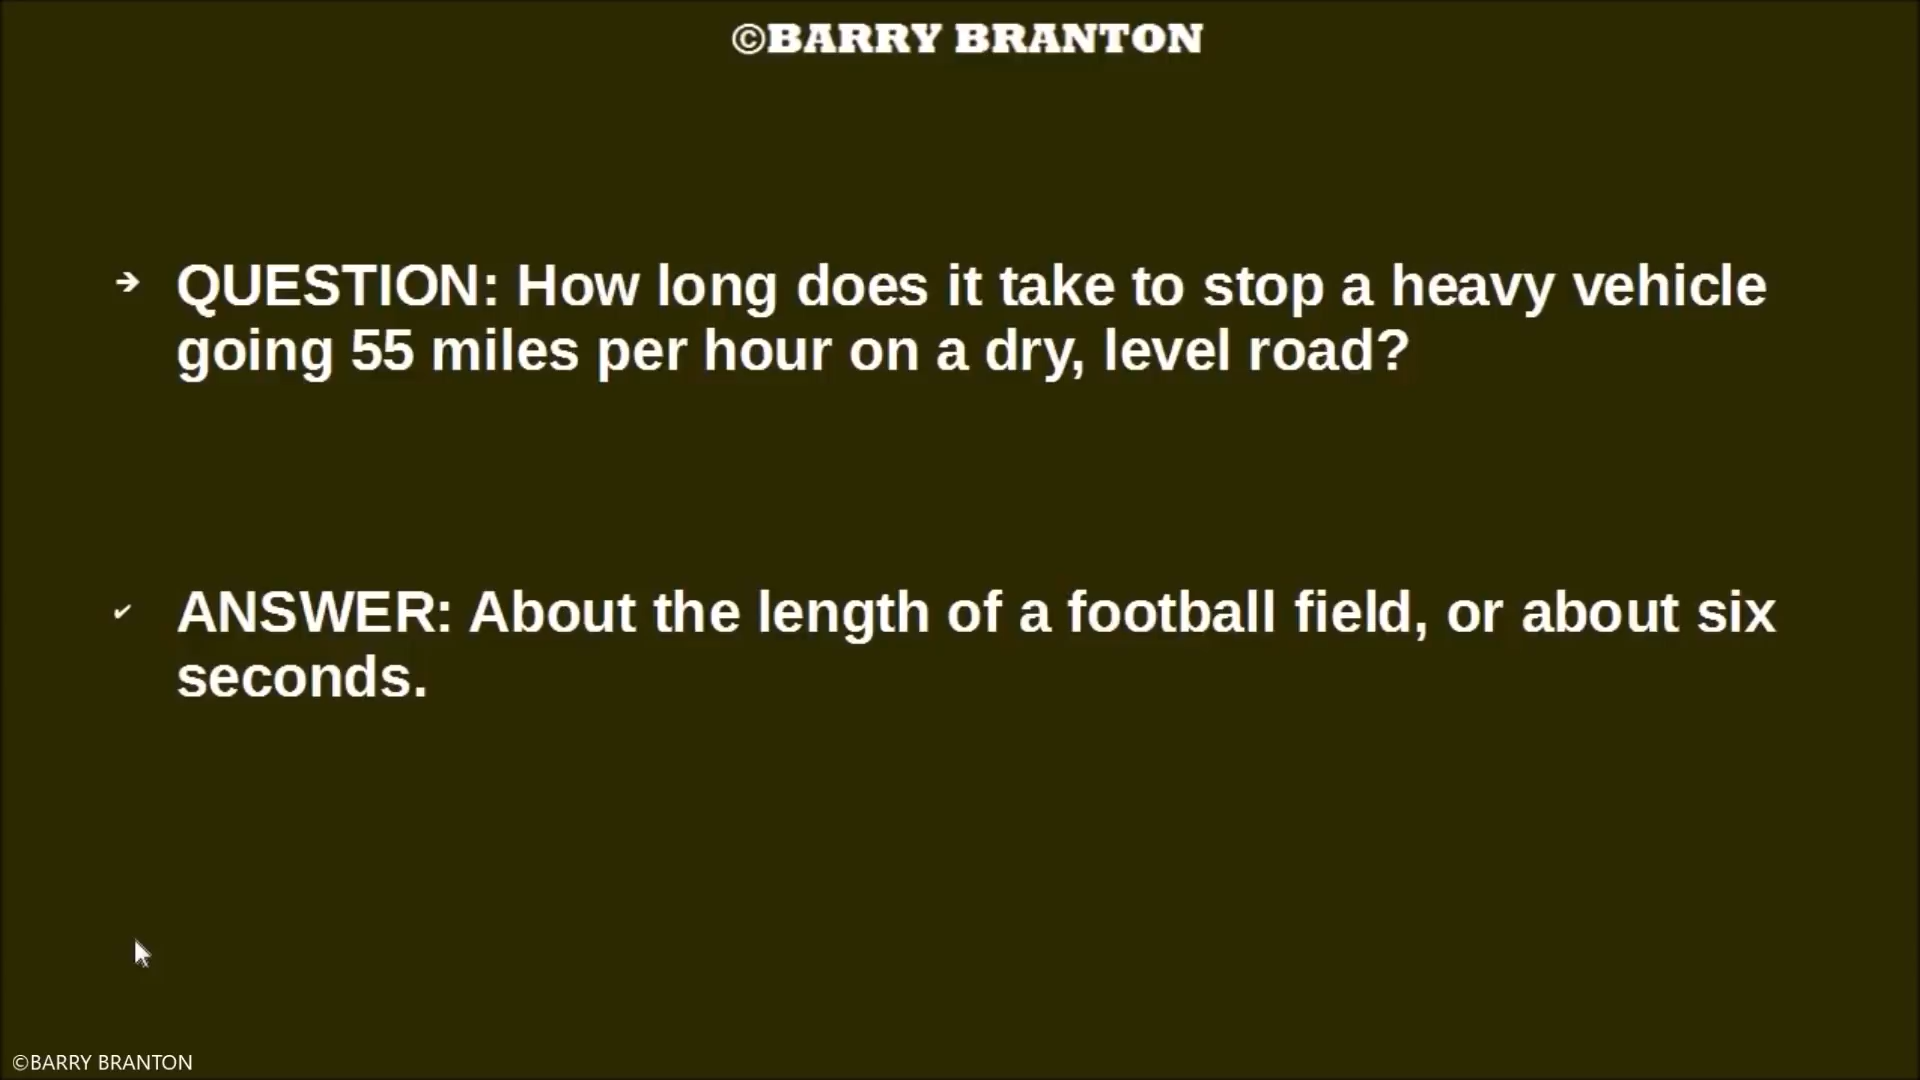 ©BARRY BRANTON
➔ QUESTION: How long does it take to stop a heavy vehicle
going 55 miles per hour on a dry, level road?
✔ ANSWER: About the length of a football field, or about six
seconds.
©BARRY BRANTON